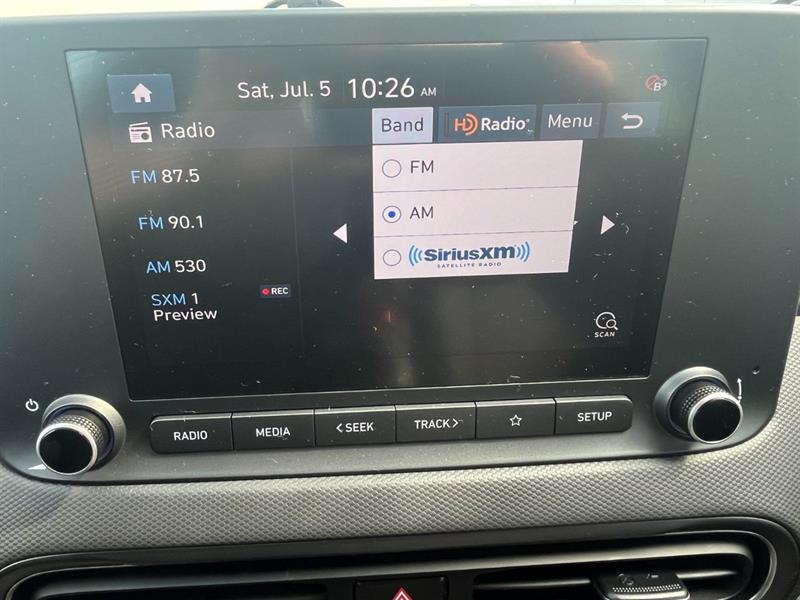 Sat, Jul. 5 10:26 AM
B
Radio
Band
HD Radio
Menu
FM 87.5
FM 90.1
AM 530
SXM 1
Preview
REC
FM
AM
SiriusXM
SATELLITE RADIO
SCAN
RADIO
MEDIA
< SEEK
TRACK >
SETUP